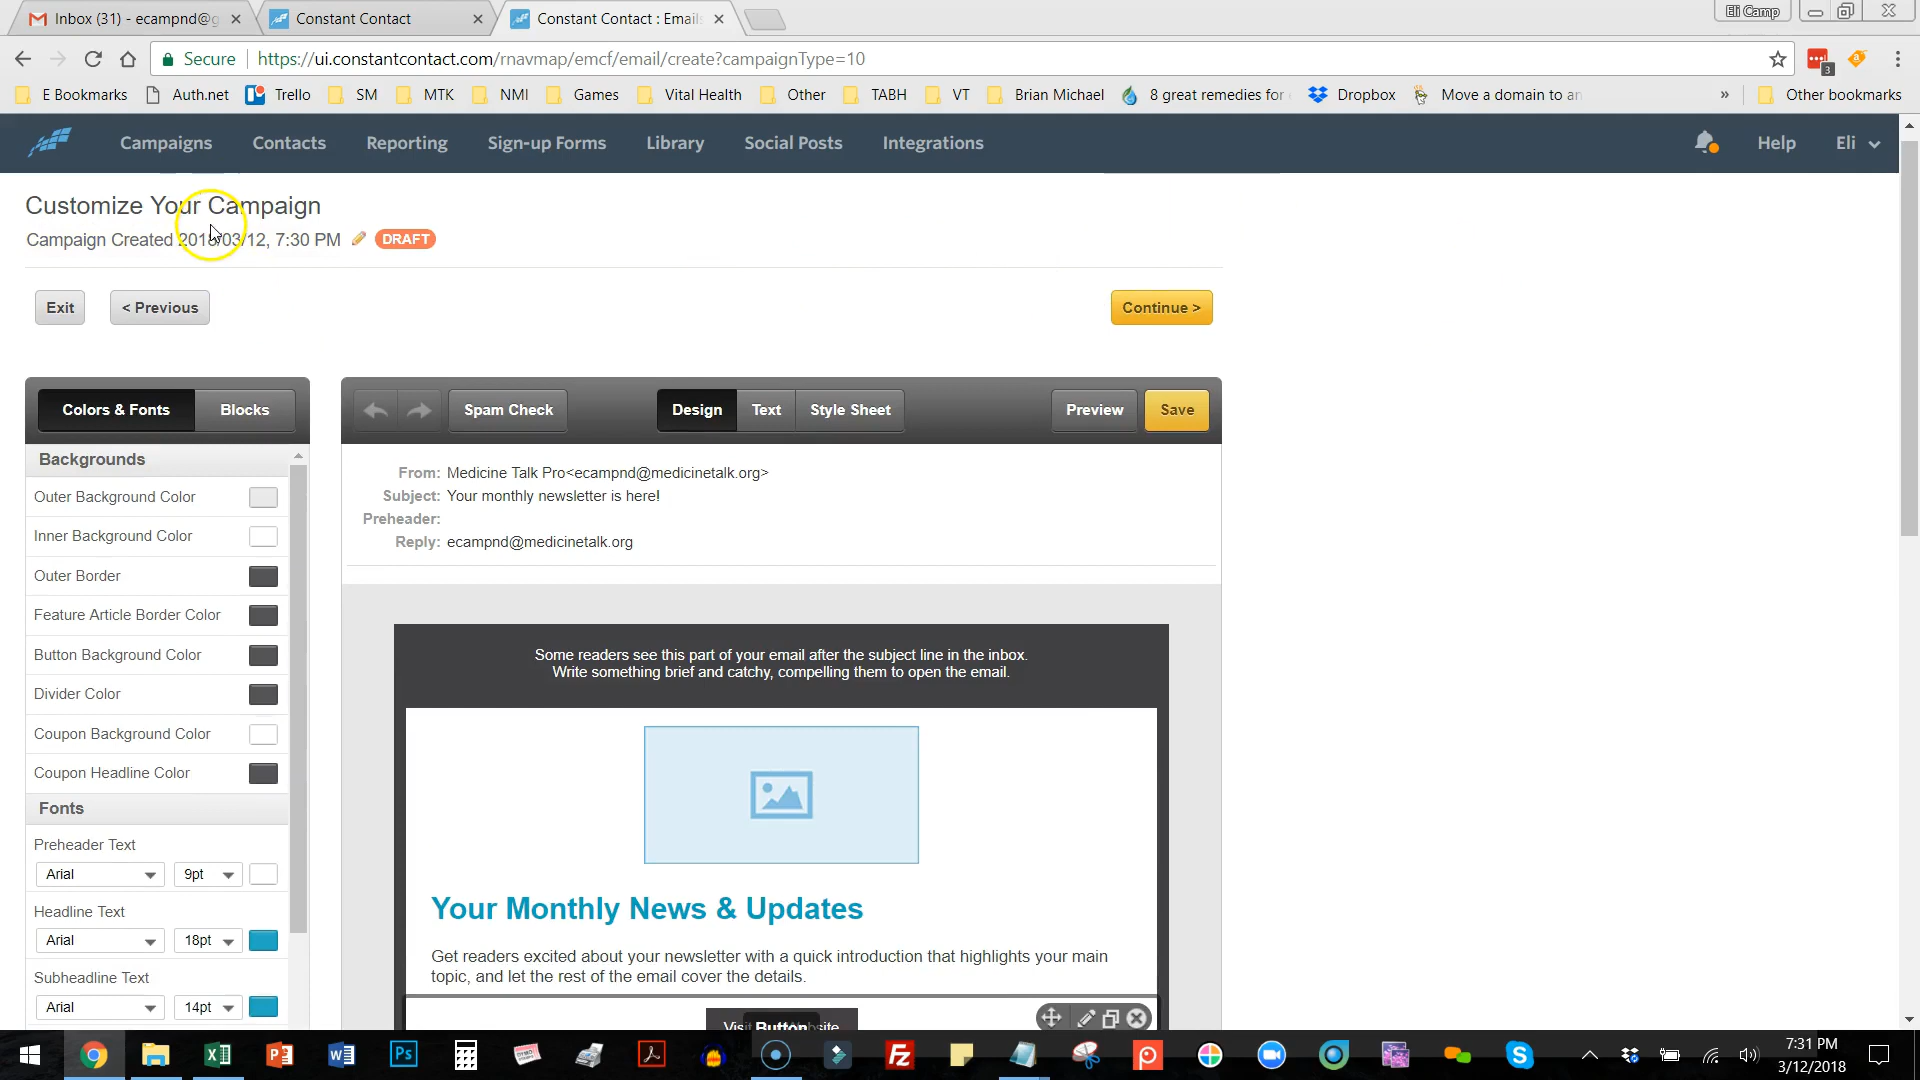 Inbox (31) - ecampnd@g
Constant Contact
Constant Contact : Emails
Eli Camp
Secure
https://ui.constantcontact.com/rnavmap/emcf/email/create?campaignType=10
3
E Bookmarks
Auth.net
Trello
SM
MTK
NMI
Games
Vital Health
Other
TABH
VT
Brian Michael
8 great remedies for
Dropbox
Move a domain to an
»
Other bookmarks
Campaigns
Contacts
Reporting
Sign-up Forms
Library
Social Posts
Integrations
Help
Eli
Customize Your Campaign
Campaign Created 2018/03/12, 7:30 PM
DRAFT
Exit
< Previous
Continue >
Colors & Fonts
Blocks
Spam Check
Design
Text
Style Sheet
Preview
Save
Backgrounds
Outer Background Color
Inner Background Color
Outer Border
Feature Article Border Color
Button Background Color
Divider Color
Coupon Background Color
Coupon Headline Color
Fonts
Preheader Text
Arial
9pt
Headline Text
Arial
18pt
Subheadline Text
Arial
14pt
From: Medicine Talk Pro<ecampnd@medicinetalk.org>
Subject: Your monthly newsletter is here!
Preheader:
Reply: ecampnd@medicinetalk.org
Some readers see this part of your email after the subject line in the inbox.
Write something brief and catchy, compelling them to open the email.
Your Monthly News & Updates
Get readers excited about your newsletter with a quick introduction that highlights your main
topic, and let the rest of the email cover the details.
Button
7:31 PM
3/12/2018